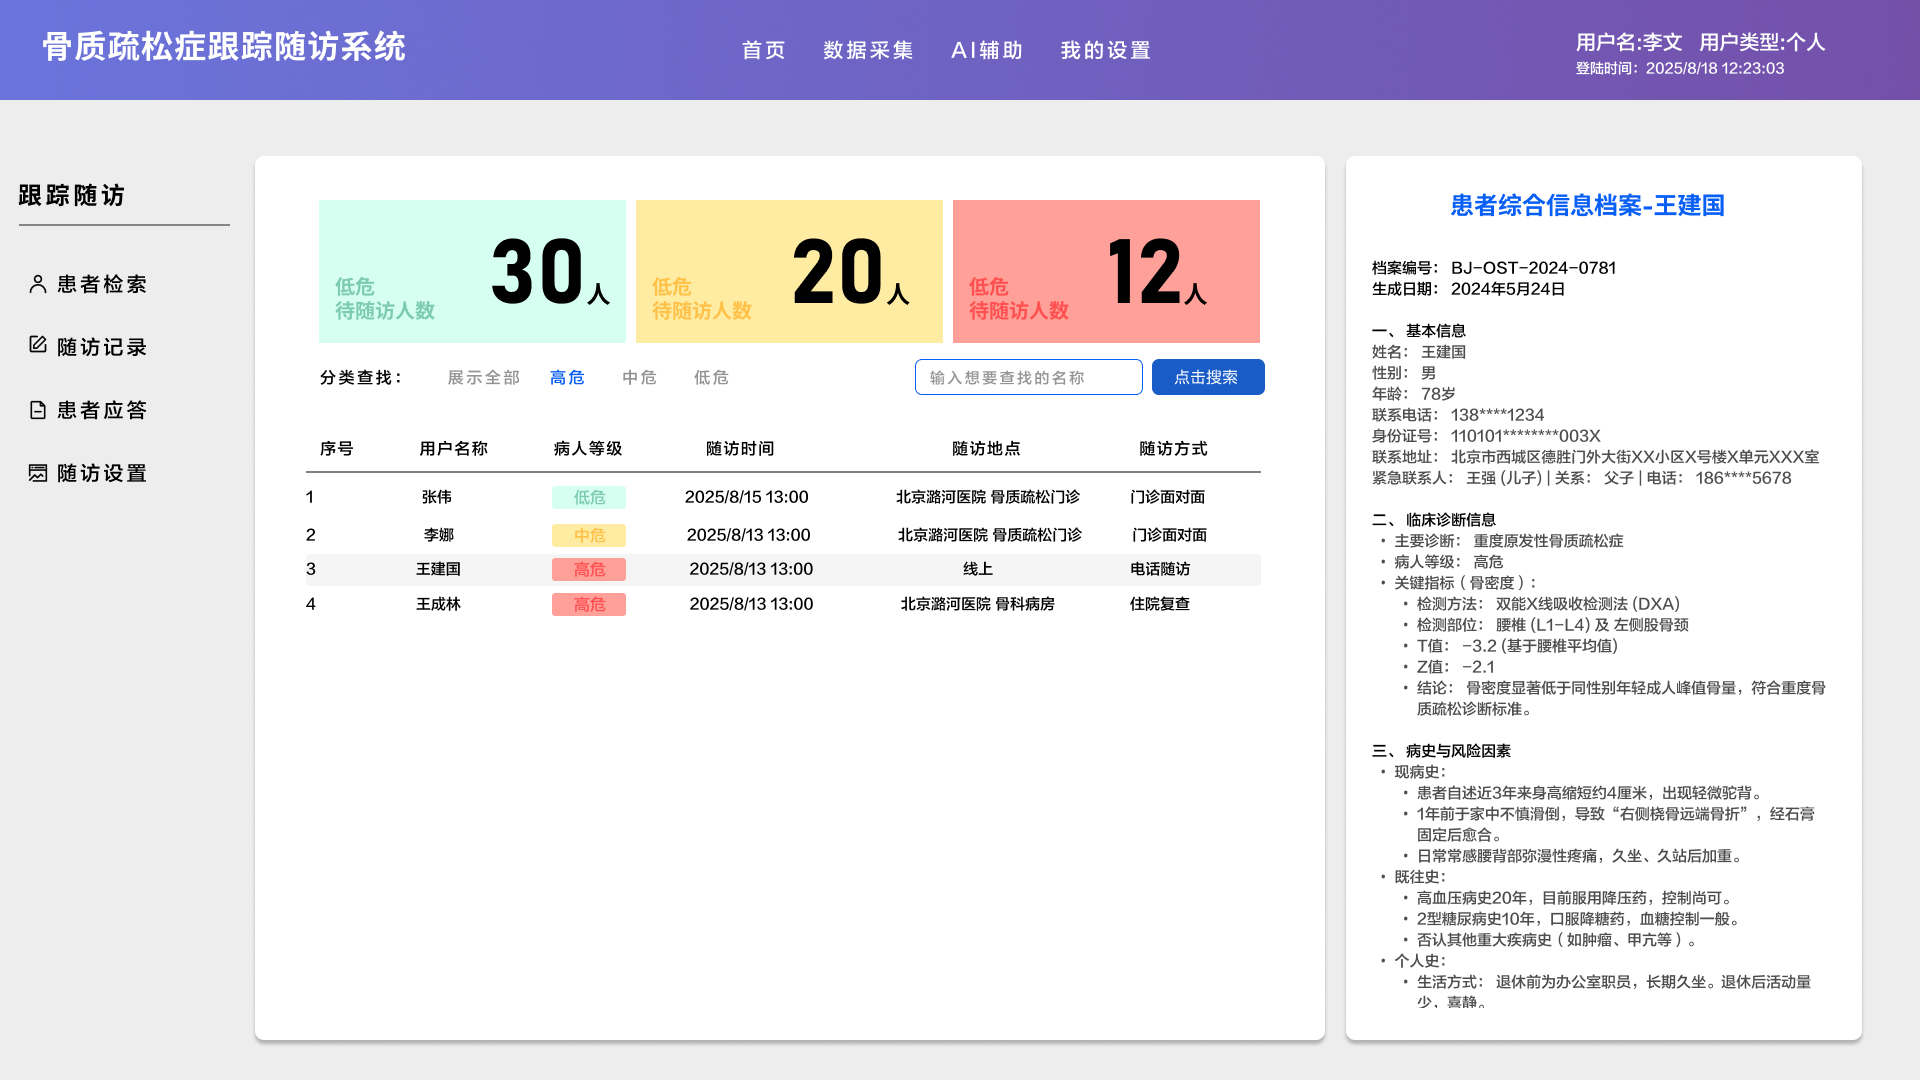 骨质疏松症跟踪随访系统
首页 数据采集 AI辅助 我的设置
用户名:李文 用户类型:个人
登陆时间：2025/8/18 12:23:03
跟踪随访
患者检索
随访记录
患者应答
随访设置
低危
待随访人数
30人
低危
待随访人数
20人
低危
待随访人数
12人
分类查找： 展示全部 高危 中危 低危
输入想要查找的名称
点击搜索
序号 用户名称 病人等级 随访时间 随访地点 随访方式
1 张伟 低危 2025/8/15 13:00 北京潞河医院 骨质疏松门诊 门诊面对面
2 李娜 中危 2025/8/13 13:00 北京潞河医院 骨质疏松门诊 门诊面对面
3 王建国 高危 2025/8/13 13:00 线上 电话随访
4 王成林 高危 2025/8/13 13:00 北京潞河医院 骨科病房 住院复查
患者综合信息档案-王建国
档案编号： BJ-OST-2024-0781
生成日期： 2024年5月24日
一、 基本信息
姓名： 王建国
性别： 男
年龄： 78岁
联系电话： 138****1234
身份证号： 110101********003X
联系地址： 北京市西城区德胜门外大街XX小区X号楼X单元XXX室
紧急联系人： 王强 (儿子) | 关系： 父子 | 电话： 186****5678
二、 临床诊断信息
• 主要诊断： 重度原发性骨质疏松症
• 病人等级： 高危
• 关键指标（骨密度）：
• 检测方法： 双能X线吸收检测法 (DXA)
• 检测部位： 腰椎 (L1-L4) 及 左侧股骨颈
• T值： -3.2 (基于腰椎平均值)
• Z值： -2.1
• 结论： 骨密度显著低于同性别年轻成人峰值骨量，符合重度骨
质疏松诊断标准。
三、 病史与风险因素
• 现病史：
• 患者自述近3年来身高缩短约4厘米，出现轻微驼背。
• 1年前于家中不慎滑倒，导致“右侧桡骨远端骨折”，经石膏
固定后愈合。
• 日常常感腰背部弥漫性疼痛，久坐、久站后加重。
• 既往史：
• 高血压病史20年，目前服用降压药，控制尚可。
• 2型糖尿病史10年，口服降糖药，血糖控制一般。
• 否认其他重大疾病史（如肿瘤、甲亢等）。
• 个人史：
• 生活方式： 退休前为办公室职员，长期久坐。退休后活动量
少，喜静。